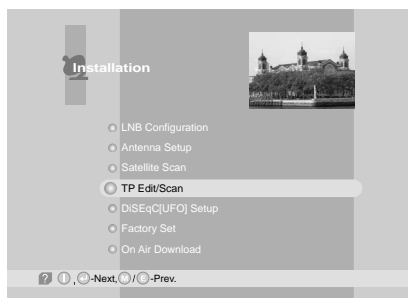 Installation
LNB Configuration
Antenna Setup
Satellite Scan
TP Edit/Scan
DiSEqC[UFO] Setup
Factory Set
On Air Download
? , -Next, M / E -Prev.